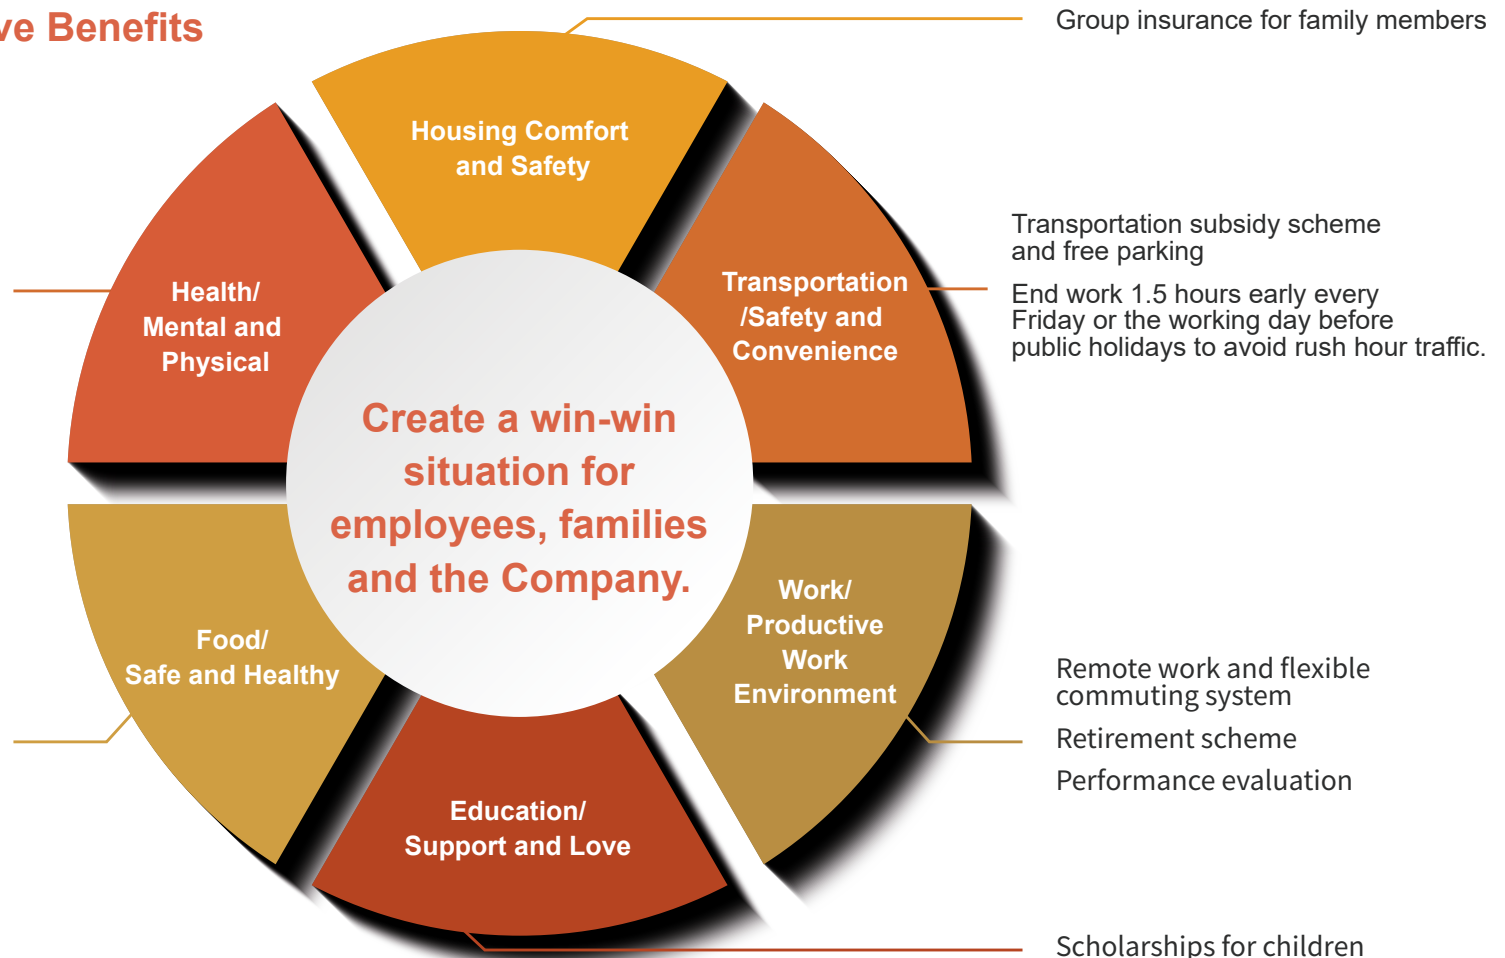 ve Benefits
Group insurance for family members
Housing Comfort
and Safety
Transportation subsidy scheme
and free parking
End work 1.5 hours early every
Friday or the working day before
public holidays to avoid rush hour traffic.
Transportation
/Safety and
Convenience
Health/
Mental and
Physical
Create a win-win
situation for
employees, families
and the Company.
Work/
Productive
Work
Environment
Remote work and flexible
commuting system
Retirement scheme
Performance evaluation
Food/
Safe and Healthy
Education/
Support and Love
Scholarships for children